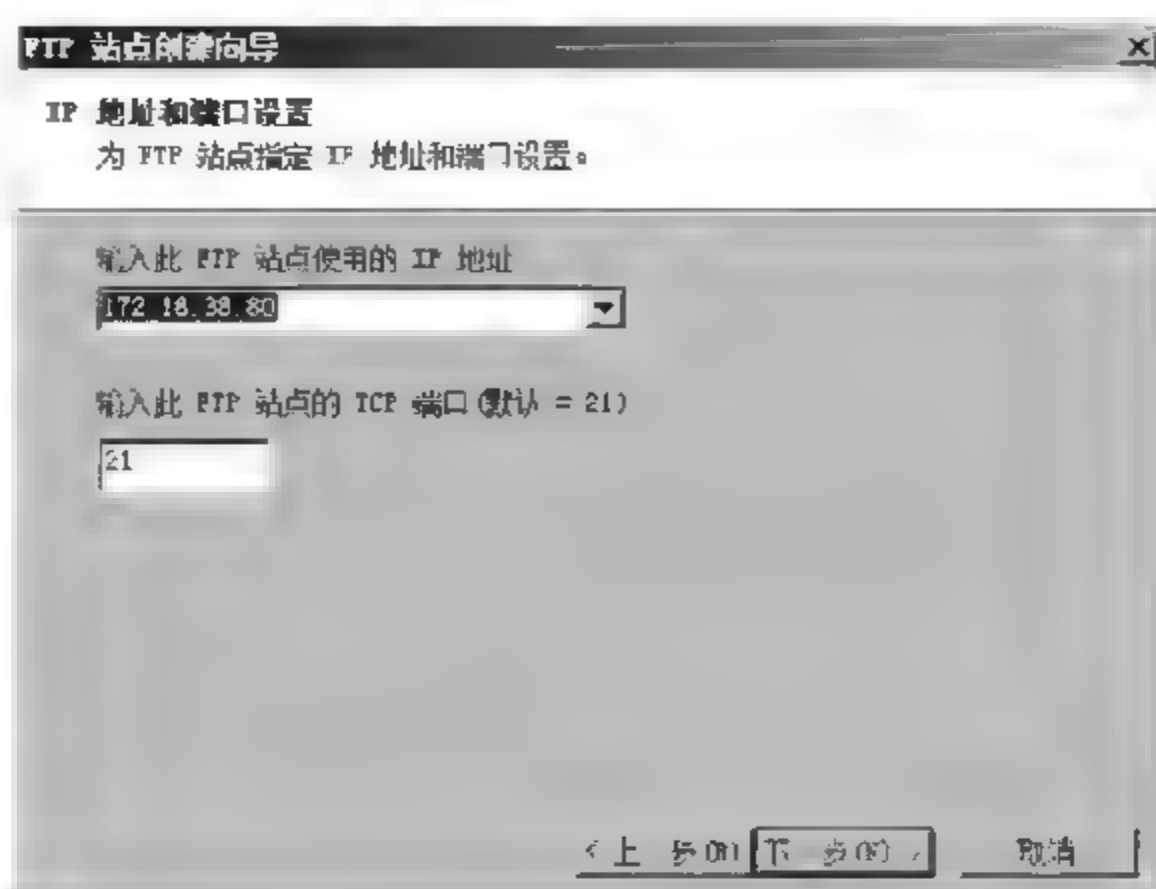 FTP 站点创建向导
IP 地址和端口设置
为 FTP 站点指定 IP 地址和端口设置。
输入此 FTP 站点使用的 IP 地址
172.18.38.80
输入此 FTP 站点的 TCP 端口(默认 = 21)
21
< 上一步(B) 下一步(N) > 取消